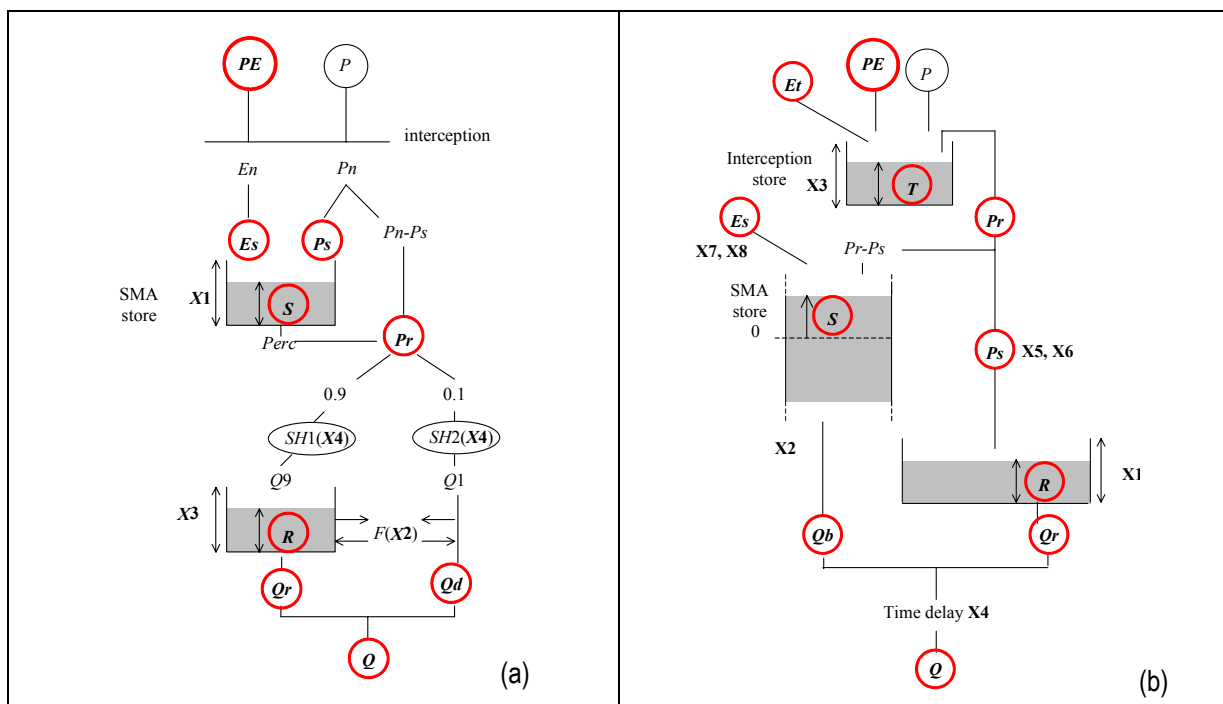 PE
P
interception
En
Pn
Es
Ps
Pn-Ps
X1
SMA
store
S
Perc
Pr
0.9
0.1
SH1(X4)
SH2(X4)
Q9
Q1
X3
R
F(X2)
Qr
Qd
Q
(a)
Et
PE
P
Interception
store
X3
T
Es
Pr
X7, X8
Pr-Ps
SMA
store
0
S
Ps
X5, X6
X2
X1
R
Qb
Qr
Time delay X4
Q
(b)